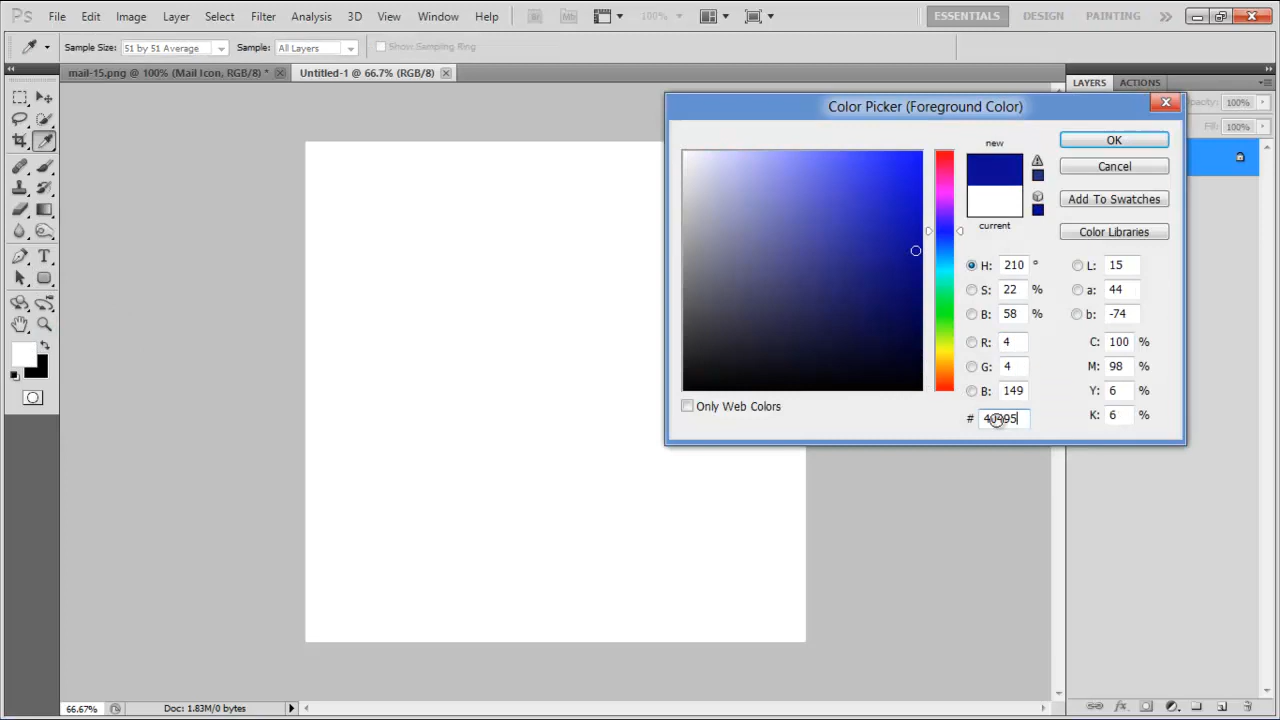 Ps File Edit Image Layer Select Filter Analysis 3D View Window Help Br Mb 100% ESSENTIALS DESIGN PAINTING
Sample Size: 51 by 51 Average Sample: All Layers Show Sampling Ring
mail-15.png @ 100% (Mail Icon, RGB/8) * Untitled-1 @ 66.7% (RGB/8) LAYERS ACTIONS
Color Picker (Foreground Color)
Opacity: 100%
Fill: 100%
new
OK
Cancel
Add To Swatches
current
Color Libraries
H: 210 ° L: 15
S: 22 % a: 44
B: 58 % b: -74
R: 4 C: 100 %
G: 4 M: 98 %
B: 149 Y: 6 %
Only Web Colors
# K: 6 %
T
66.67% Doc: 1.83M/0 bytes
fx